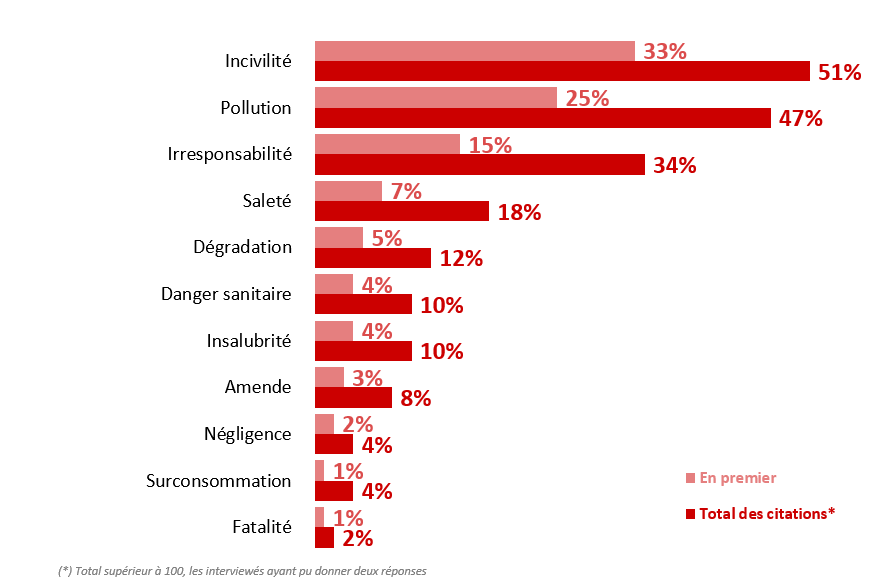 Incivilité 33% 51%
Pollution 25% 47%
Irresponsabilité 15% 34%
Saleté 7% 18%
Dégradation 5% 12%
Danger sanitaire 4% 10%
Insalubrité 4% 10%
Amende 3% 8%
Négligence 2% 4%
Surconsommation 1% 4%
Fatalité 1% 2%
En premier
Total des citations*
(*) Total supérieur à 100, les interviewés ayant pu donner deux réponses